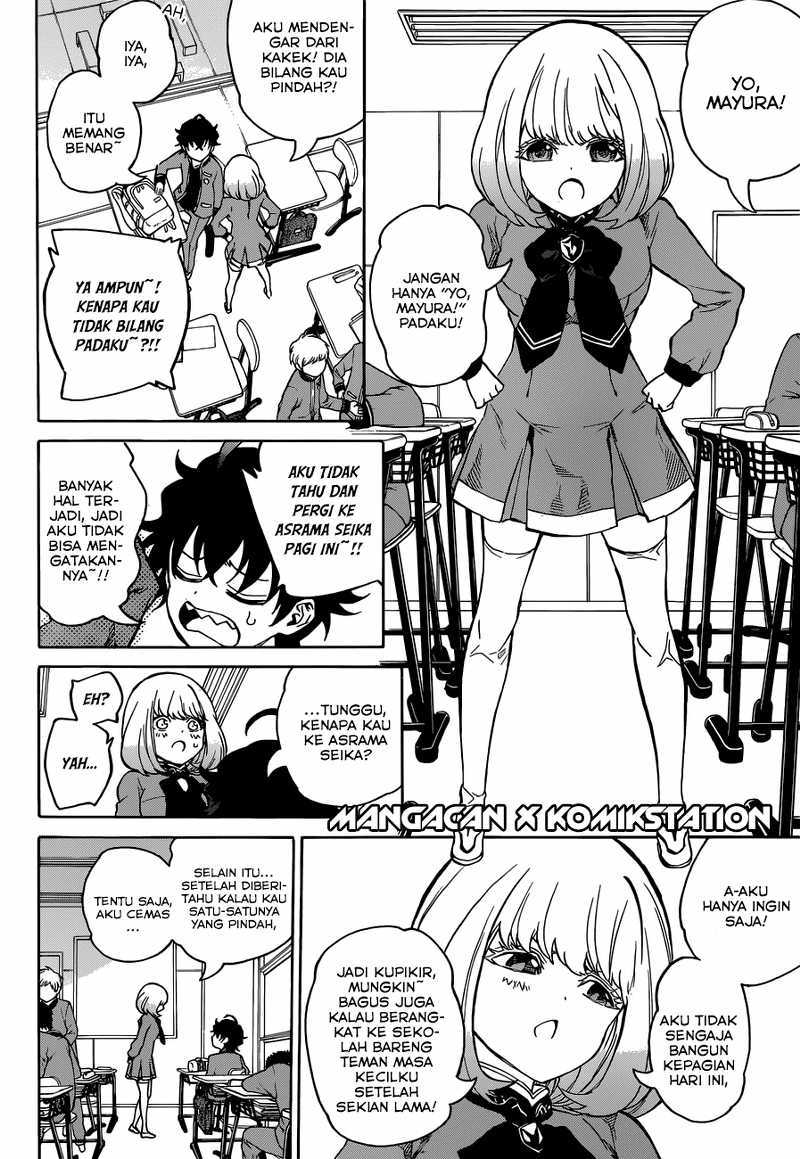 YO,
MAYURA!
JANGAN
HANYA "YO,
MAYURA!"
PADAKU!
AKU MENDEN-
GAR DARI
KAKEK! DIA
BILANG KAU
PINDAH?!
AH,
IYA,
IYA,
ITU
MEMANG
BENAR~
YA AMPUN~!
KENAPA KAU
TIDAK BILANG
PADAKU~?!!
AKU TIDAK
TAHU DAN
PERGI KE
ASRAMA SEIKA
PAGI INI~!!
BANYAK
HAL TER-
JADI, JADI
AKU TIDAK
BISA MEN-
GATAKAN-
NYA~!!
...TUNGGU,
KENAPA KAU
KE ASRAMA
SEIKA?
EH?
YAH...
MANGACAN X KOMIKSTATION
A-AKU
HANYA INGIN
SAJA!
AKU TIDAK
SENGAJA
BANGUN
KEPAGIAN
HARI INI,
JADI KUPIKIR,
MUNGKIN~
BAGUS JUGA
KALAU BERANG-
KAT KE SEKO-
LAH BARENG
TEMAN MASA
KECILKU
SETELAH
SEKIAN LAMA!
SELAIN ITU...
SETELAH DIBERI-
TAHU KALAU KAU
SATU-SATUNYA
YANG PINDAH,
TENTU SAJA,
AKU CEMAS
...